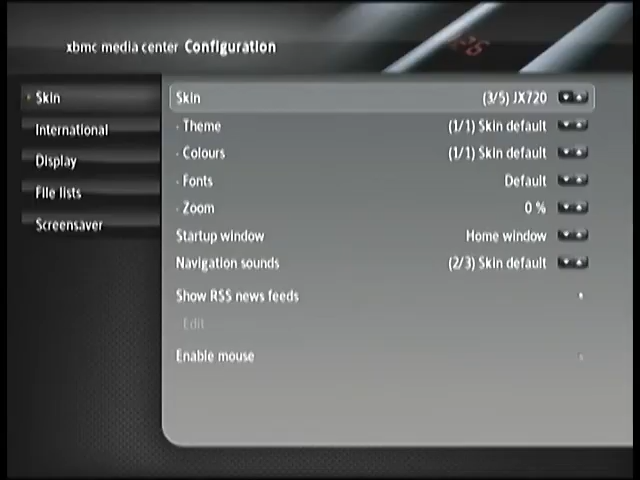 xbmc media center Configuration
Skin
International
Display
File lists
Screensaver
Skin (3/5) JX720
- Theme (1/1) Skin default
- Colours (1/1) Skin default
- Fonts Default
- Zoom 0 %
Startup window Home window
Navigation sounds (2/3) Skin default
Show RSS news feeds
Edit
Enable mouse